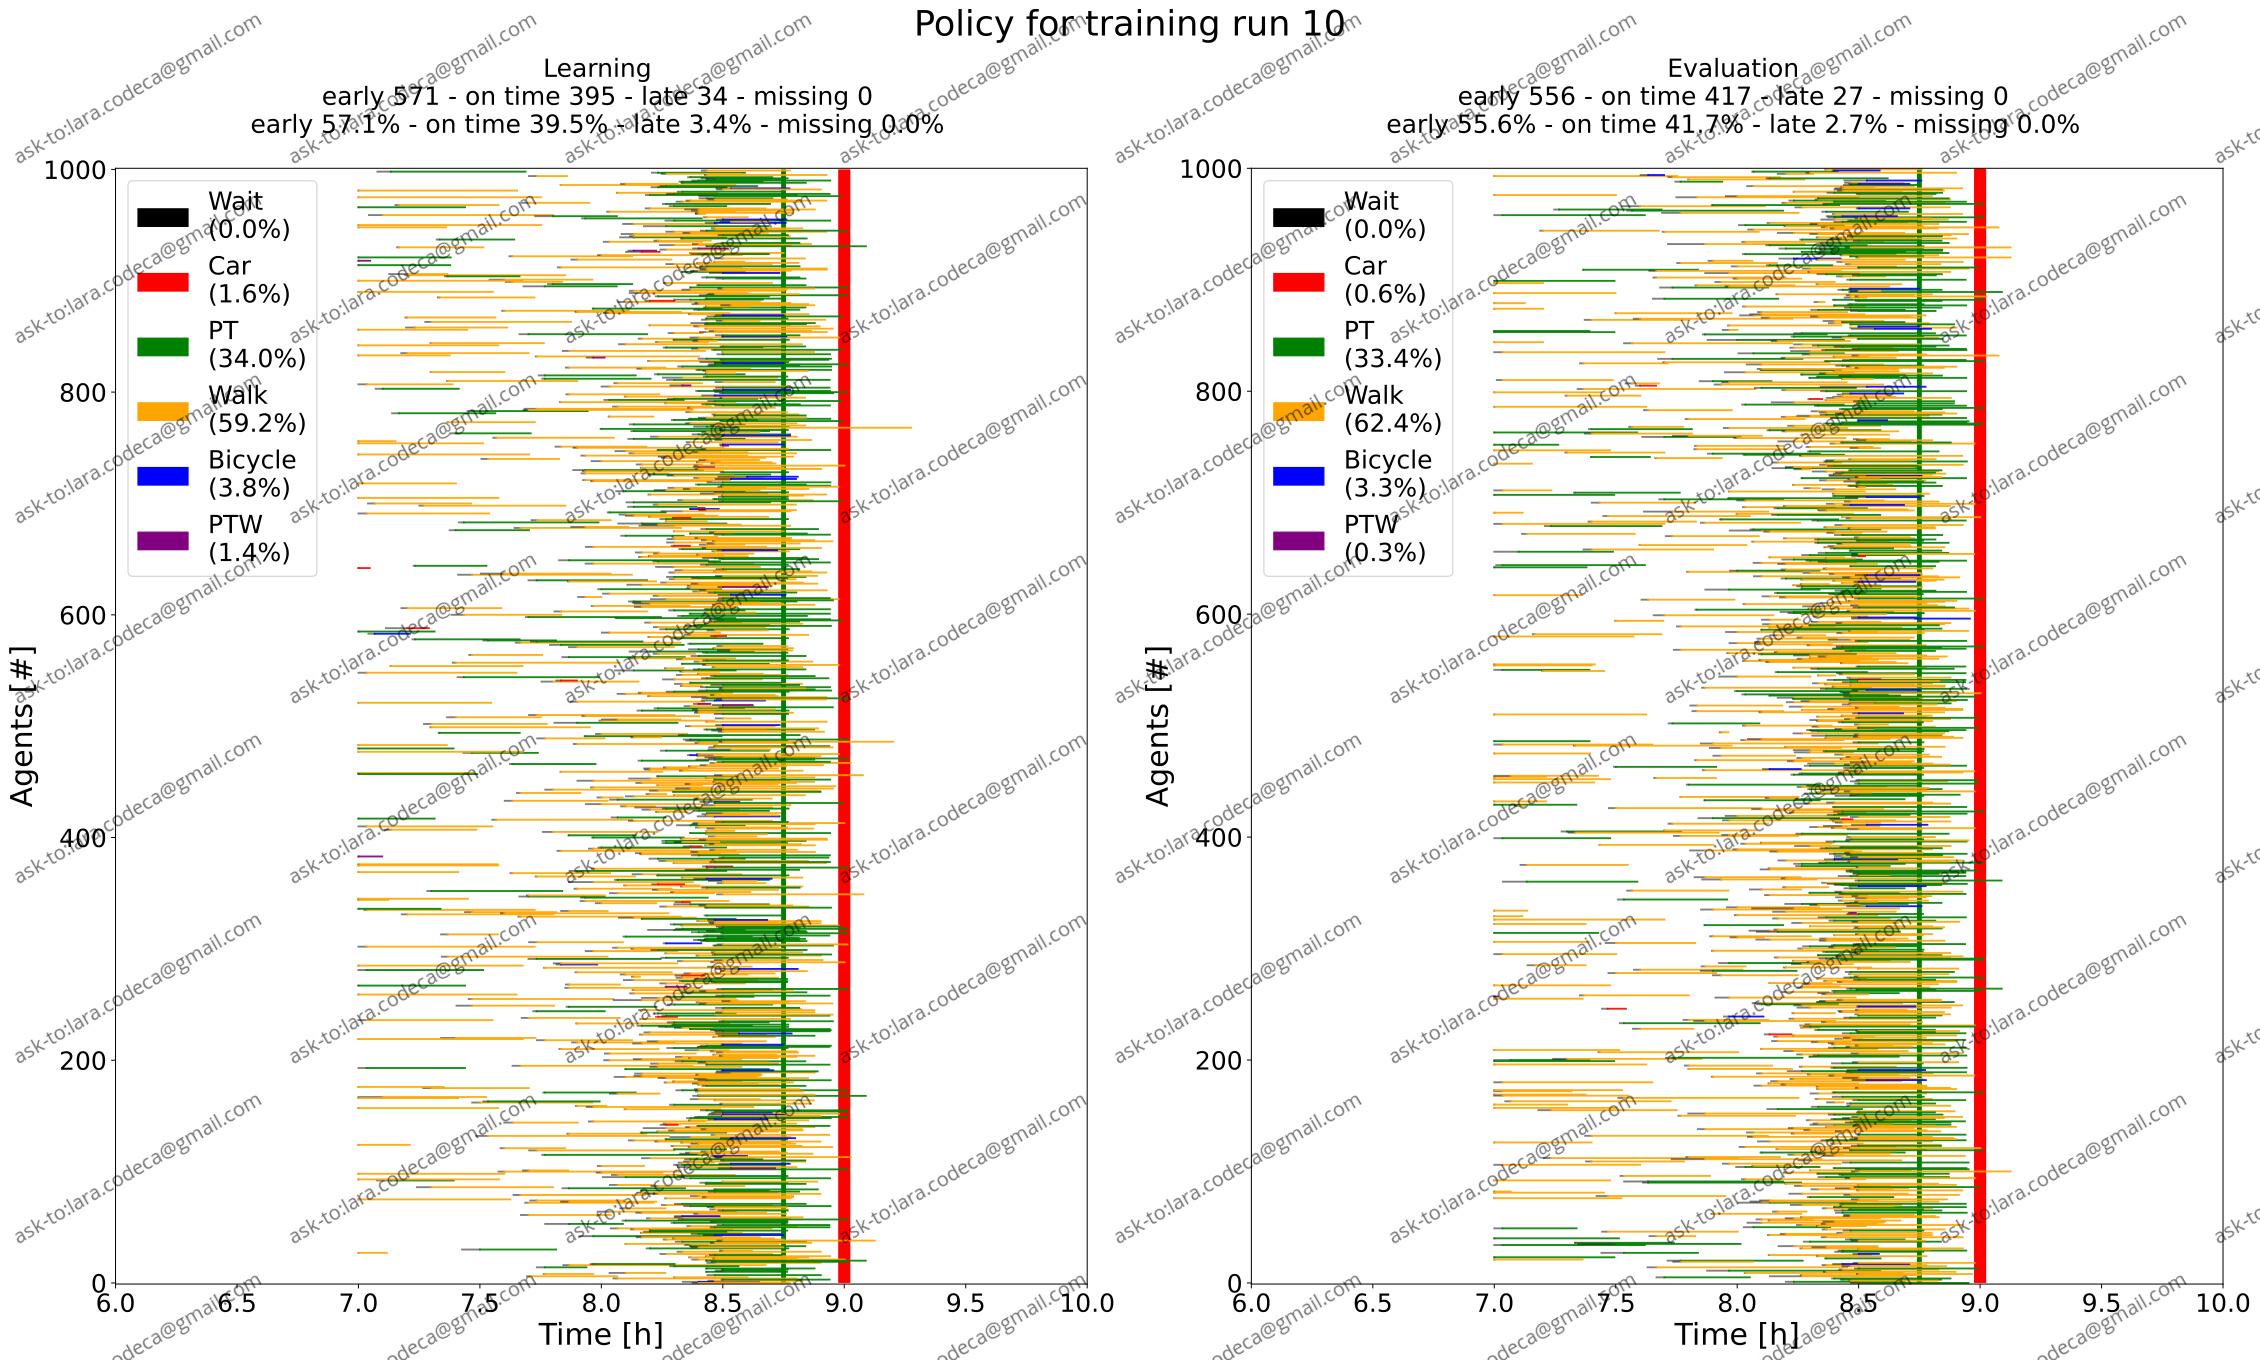 Policy for training run 10
Learning
early 571 - on time 395 - late 34 - missing 0
early 57.1% - on time 39.5% - late 3.4% - missing 0.0%
Agents [#]
1000
800
600
400
200
0
Wait
(0.0%)
Car
(1.6%)
PT
(34.0%)
Walk
(59.2%)
Bicycle
(3.8%)
PTW
(1.4%)
6.0 6.5 7.0 7.5 8.0 8.5 9.0 9.5 10.0
Time [h]
Evaluation
early 556 - on time 417 - late 27 - missing 0
early 55.6% - on time 41.7% - late 2.7% - missing 0.0%
Agents [#]
1000
800
600
400
200
0
Wait
(0.0%)
Car
(0.6%)
PT
(33.4%)
Walk
(62.4%)
Bicycle
(3.3%)
PTW
(0.3%)
6.0 6.5 7.0 7.5 8.0 8.5 9.0 9.5 10.0
Time [h]
ask-to:lara.codeca@gmail.com